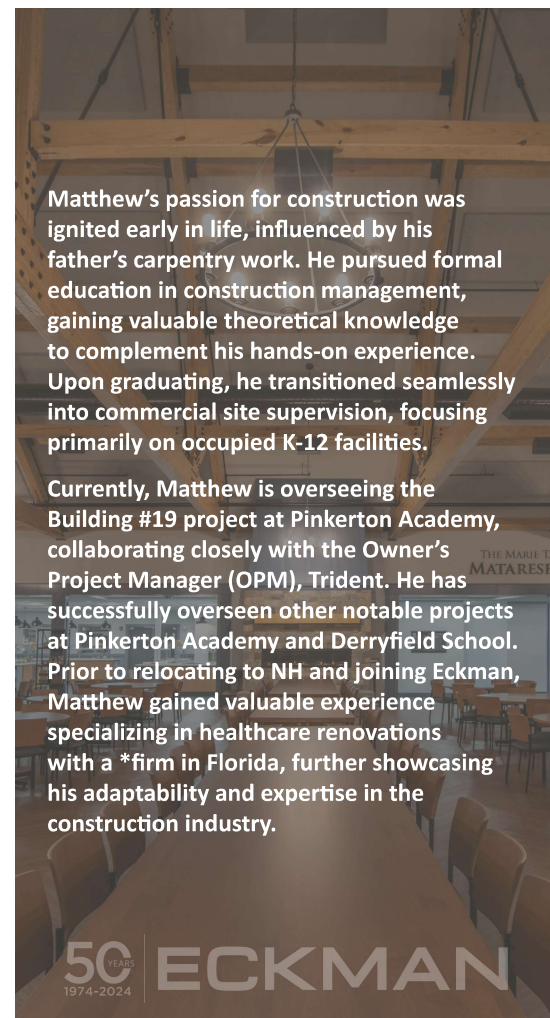 Matthew's passion for construction was
ignited early in life, influenced by his
father's carpentry work. He pursued formal
education in construction management,
gaining valuable theoretical knowledge
to complement his hands-on experience.
Upon graduating, he transitioned seamlessly
into commercial site supervision, focusing
primarily on occupied K-12 facilities.
Currently, Matthew is overseeing the
Building #19 project at Pinkerton Academy,
collaborating closely with the Owner's
Project Manager (OPM), Trident. He has
successfully overseen other notable projects
at Pinkerton Academy and Derryfield School.
Prior to relocating to NH and joining Eckman,
Matthew gained valuable experience
specializing in healthcare renovations
with a *firm in Florida, further showcasing
his adaptability and expertise in the
construction industry.
THE MARIE
MATARESE
50 YEARS
1974-2024
ECKMAN